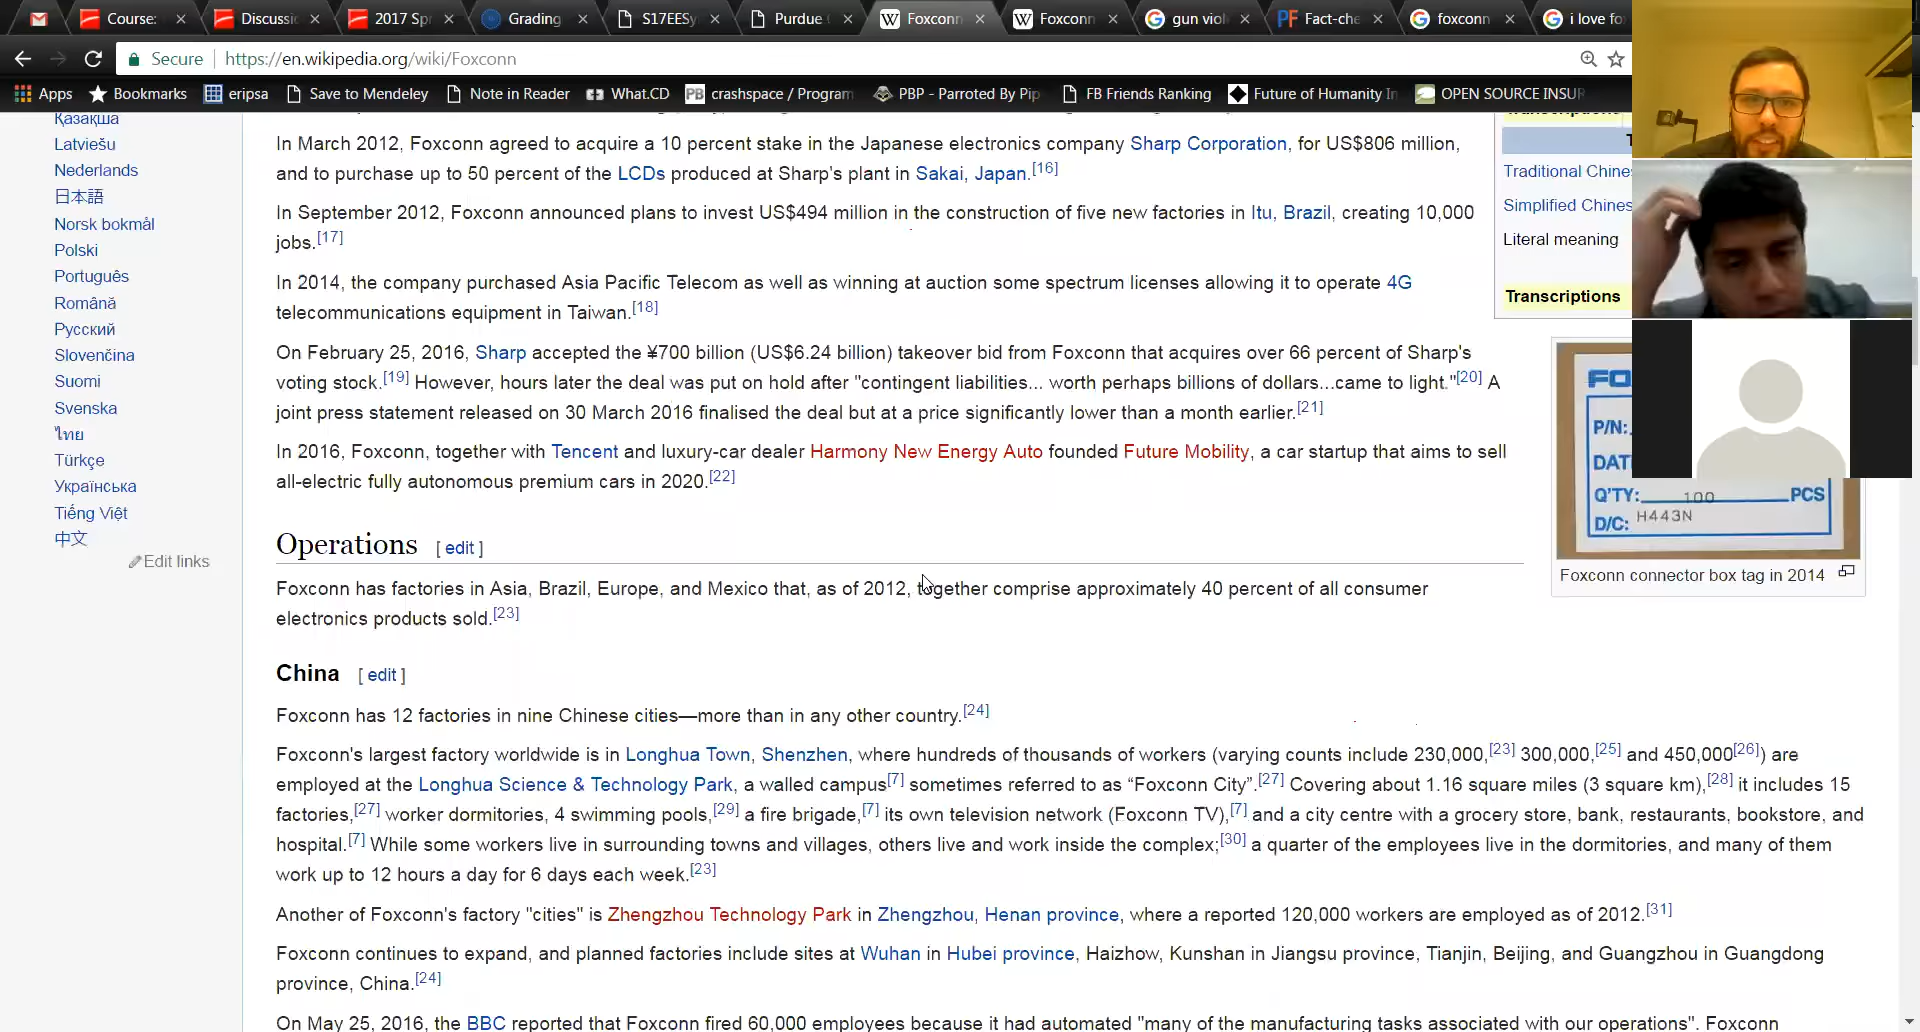 Course:
Discussi
2017 Sp
Grading
S17EESy
Purdue
Foxconn
Foxconn
gun viol
Fact-che
foxconn
i love fo
Secure
https://en.wikipedia.org/wiki/Foxconn
Apps
Bookmarks
eripsa
Save to Mendeley
Note in Reader
What.CD
PB crashspace / Program
PBP - Parroted By Pip
FB Friends Ranking
Future of Humanity In
OPEN SOURCE INSUR
Қазақша
Latviešu
Nederlands
日本語
Norsk bokmål
Polski
Português
Română
Русский
Slovenčina
Suomi
Svenska
ไทย
Türkçe
Українська
Tiếng Việt
中文
Edit links
In March 2012, Foxconn agreed to acquire a 10 percent stake in the Japanese electronics company Sharp Corporation, for US$806 million,
and to purchase up to 50 percent of the LCDs produced at Sharp's plant in Sakai, Japan.[16]
In September 2012, Foxconn announced plans to invest US$494 million in the construction of five new factories in Itu, Brazil, creating 10,000
jobs.[17]
In 2014, the company purchased Asia Pacific Telecom as well as winning at auction some spectrum licenses allowing it to operate 4G
telecommunications equipment in Taiwan.[18]
On February 25, 2016, Sharp accepted the ¥700 billion (US$6.24 billion) takeover bid from Foxconn that acquires over 66 percent of Sharp's
voting stock.[19] However, hours later the deal was put on hold after "contingent liabilities... worth perhaps billions of dollars...came to light."[20] A
joint press statement released on 30 March 2016 finalised the deal but at a price significantly lower than a month earlier.[21]
In 2016, Foxconn, together with Tencent and luxury-car dealer Harmony New Energy Auto founded Future Mobility, a car startup that aims to sell
all-electric fully autonomous premium cars in 2020.[22]
Operations [ edit ]
Foxconn has factories in Asia, Brazil, Europe, and Mexico that, as of 2012, together comprise approximately 40 percent of all consumer
electronics products sold.[23]
China [ edit ]
Foxconn has 12 factories in nine Chinese cities—more than in any other country.[24]
Foxconn's largest factory worldwide is in Longhua Town, Shenzhen, where hundreds of thousands of workers (varying counts include 230,000,[23] 300,000,[25] and 450,000[26]) are
employed at the Longhua Science & Technology Park, a walled campus[7] sometimes referred to as “Foxconn City”.[27] Covering about 1.16 square miles (3 square km),[28] it includes 15
factories,[27] worker dormitories, 4 swimming pools,[29] a fire brigade,[7] its own television network (Foxconn TV),[7] and a city centre with a grocery store, bank, restaurants, bookstore, and
hospital.[7] While some workers live in surrounding towns and villages, others live and work inside the complex;[30] a quarter of the employees live in the dormitories, and many of them
work up to 12 hours a day for 6 days each week.[23]
Another of Foxconn's factory "cities" is Zhengzhou Technology Park in Zhengzhou, Henan province, where a reported 120,000 workers are employed as of 2012.[31]
Foxconn continues to expand, and planned factories include sites at Wuhan in Hubei province, Haizhow, Kunshan in Jiangsu province, Tianjin, Beijing, and Guangzhou in Guangdong
province, China.[24]
On May 25, 2016, the BBC reported that Foxconn fired 60,000 employees because it had automated "many of the manufacturing tasks associated with our operations". Foxconn
Traditional Chine
Simplified Chines
Literal meaning
Transcriptions
FO
P/N:
DAT
Q'TY: 100 PCS
D/C: H443N
Foxconn connector box tag in 2014